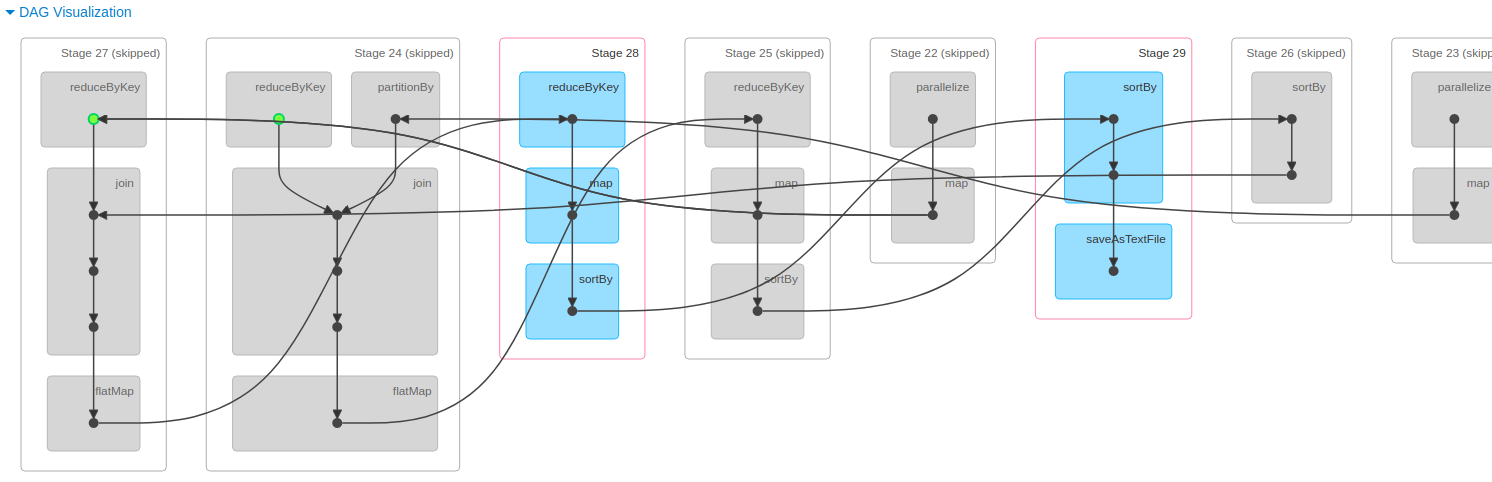 DAG Visualization
Stage 27 (skipped)
reduceByKey
join
flatMap
Stage 24 (skipped)
reduceByKey
partitionBy
join
flatMap
Stage 28
reduceByKey
map
sortBy
Stage 25 (skipped)
reduceByKey
map
sortBy
Stage 22 (skipped)
parallelize
map
Stage 29
sortBy
saveAsTextFile
Stage 26 (skipped)
sortBy
Stage 23 (skipp
parallelize
map